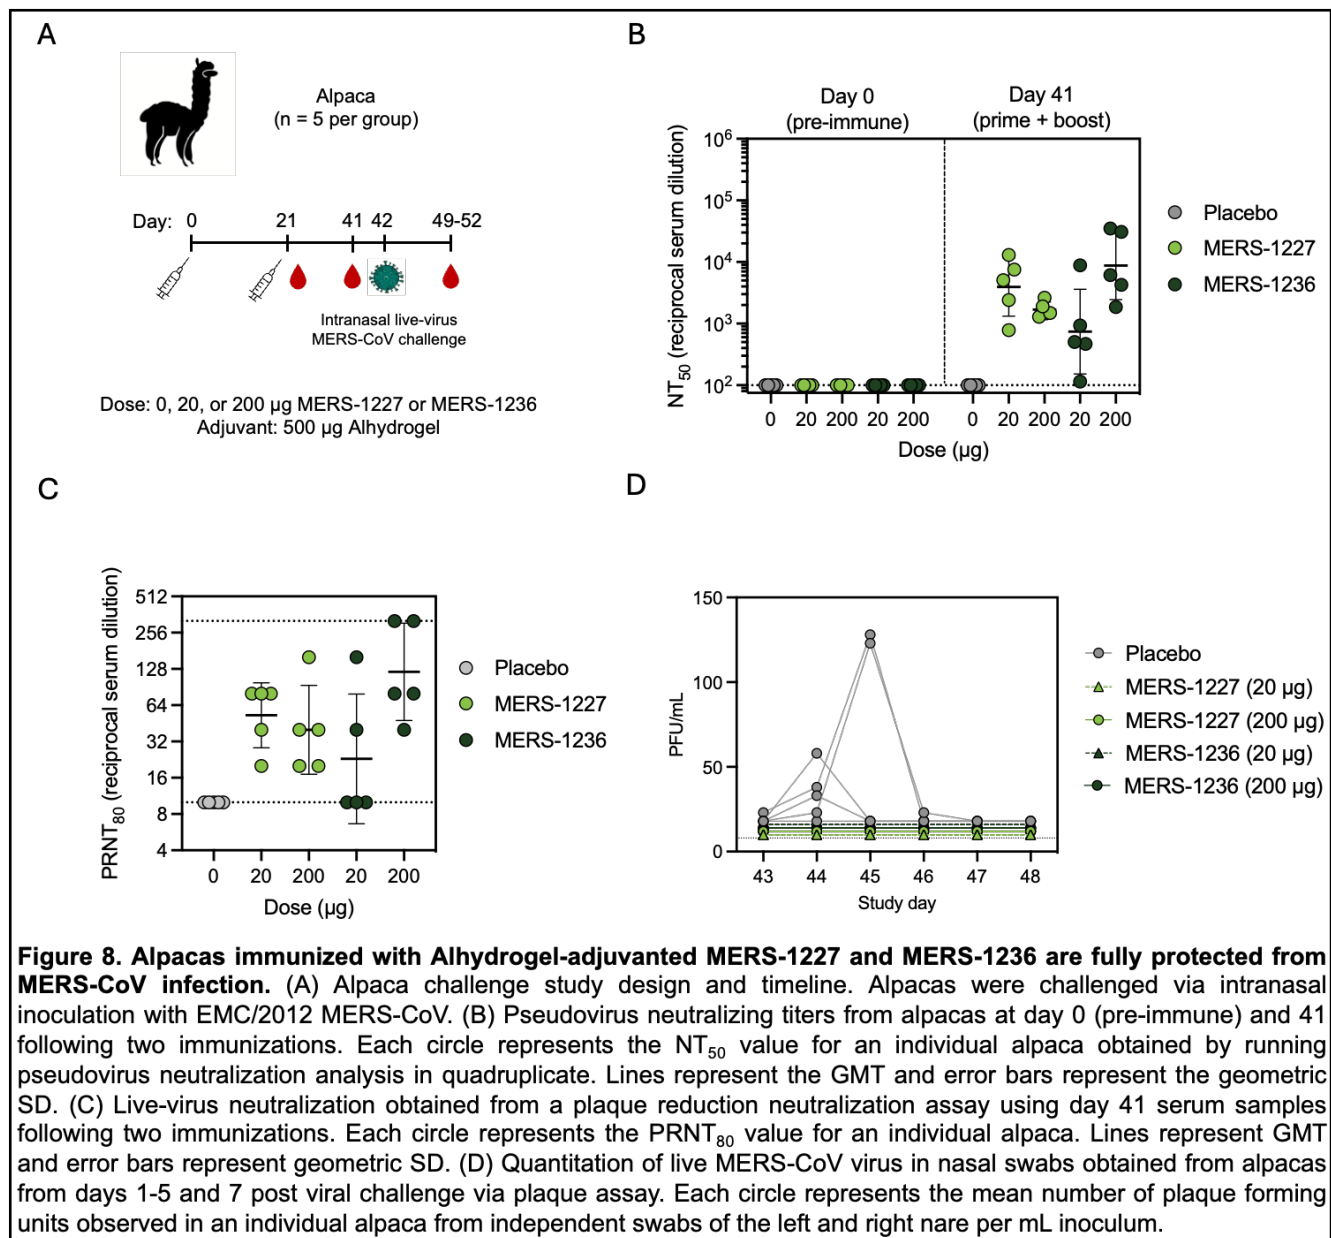 A
Alpaca
(n = 5 per group)
Day: 0 21 41 42 49-52
Intranasal live-virus
MERS-CoV challenge
Dose: 0, 20, or 200 µg MERS-1227 or MERS-1236
Adjuvant: 500 µg Alhydrogel
B
Day 0
(pre-immune)
Day 41
(prime + boost)
NT50 (reciprocal serum dilution)
10^6
10^5
10^4
10^3
10^2
0 20 200 20 200 0 20 200 20 200
Dose (µg)
Placebo
MERS-1227
MERS-1236
C
PRNT80 (reciprocal serum dilution)
512
256
128
64
32
16
8
4
0 20 200 20 200
Dose (µg)
Placebo
MERS-1227
MERS-1236
D
PFU/mL
150
100
50
0
43 44 45 46 47 48
Study day
Placebo
MERS-1227 (20 µg)
MERS-1227 (200 µg)
MERS-1236 (20 µg)
MERS-1236 (200 µg)
Figure 8. Alpacas immunized with Alhydrogel-adjuvanted MERS-1227 and MERS-1236 are fully protected from
MERS-CoV infection. (A) Alpaca challenge study design and timeline. Alpacas were challenged via intranasal
inoculation with EMC/2012 MERS-CoV. (B) Pseudovirus neutralizing titers from alpacas at day 0 (pre-immune) and 41
following two immunizations. Each circle represents the NT50 value for an individual alpaca obtained by running
pseudovirus neutralization analysis in quadruplicate. Lines represent the GMT and error bars represent the geometric
SD. (C) Live-virus neutralization obtained from a plaque reduction neutralization assay using day 41 serum samples
following two immunizations. Each circle represents the PRNT80 value for an individual alpaca. Lines represent GMT
and error bars represent geometric SD. (D) Quantitation of live MERS-CoV virus in nasal swabs obtained from alpacas
from days 1-5 and 7 post viral challenge via plaque assay. Each circle represents the mean number of plaque forming
units observed in an individual alpaca from independent swabs of the left and right nare per mL inoculum.